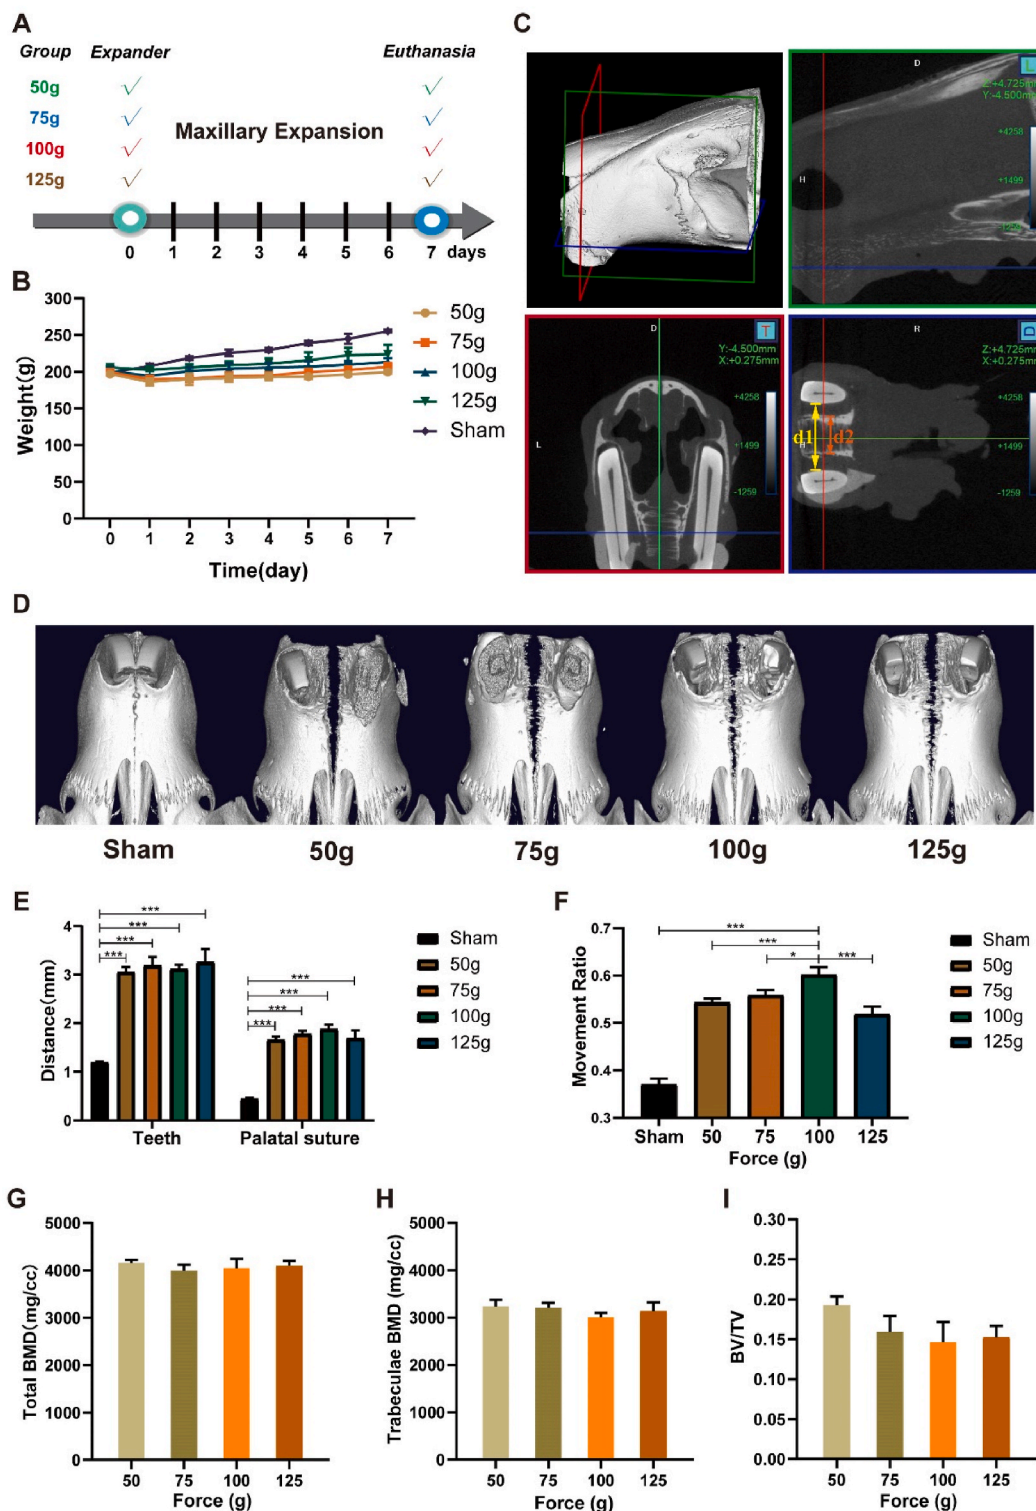 A
Group Expander Euthanasia
50g
75g
100g
125g
Maxillary Expansion
0 1 2 3 4 5 6 7 days
B
Weight(g)
300
250
200
150
100
50
0
0 1 2 3 4 5 6 7
Time(day)
50g
75g
100g
125g
Sham
C
D
L
Z:+4.725mm
Y:-4.500mm
+4258
H
+1499
D
T
Y:-4.500mm
X:+0.275mm
L
+4258
+1499
-1259
R
D
Z:+4.725mm
X:+0.275mm
+4258
+1499
-1259
d1
H
d2
D
Sham 50g 75g 100g 125g
E
Distance(mm)
4
3
2
1
0
*** *** *** ***
*** *** *** ***
Teeth Palatal suture
Sham
50g
75g
100g
125g
F
Movement Ratio
0.7
0.6
0.5
0.4
0.3
***
***
* ***
Sham 50 75 100 125
Force (g)
Sham
50g
75g
100g
125g
G
Total BMD(mg/cc)
5000
4000
3000
2000
1000
0
50 75 100 125
Force (g)
H
Trabeculae BMD (mg/cc)
5000
4000
3000
2000
1000
0
50 75 100 125
Force (g)
I
BV/TV
0.30
0.25
0.20
0.15
0.10
0.05
0.00
50 75 100 125
Force (g)